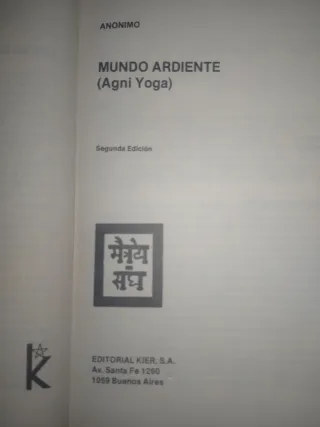 ANONIMO
MUNDO ARDIENTE
(Agni Yoga)
Segunda Edición
मैत्रेय
संघ
k
EDITORIAL KIER, S.A.
Av. Santa Fe 1260
1059 Buenos Aires